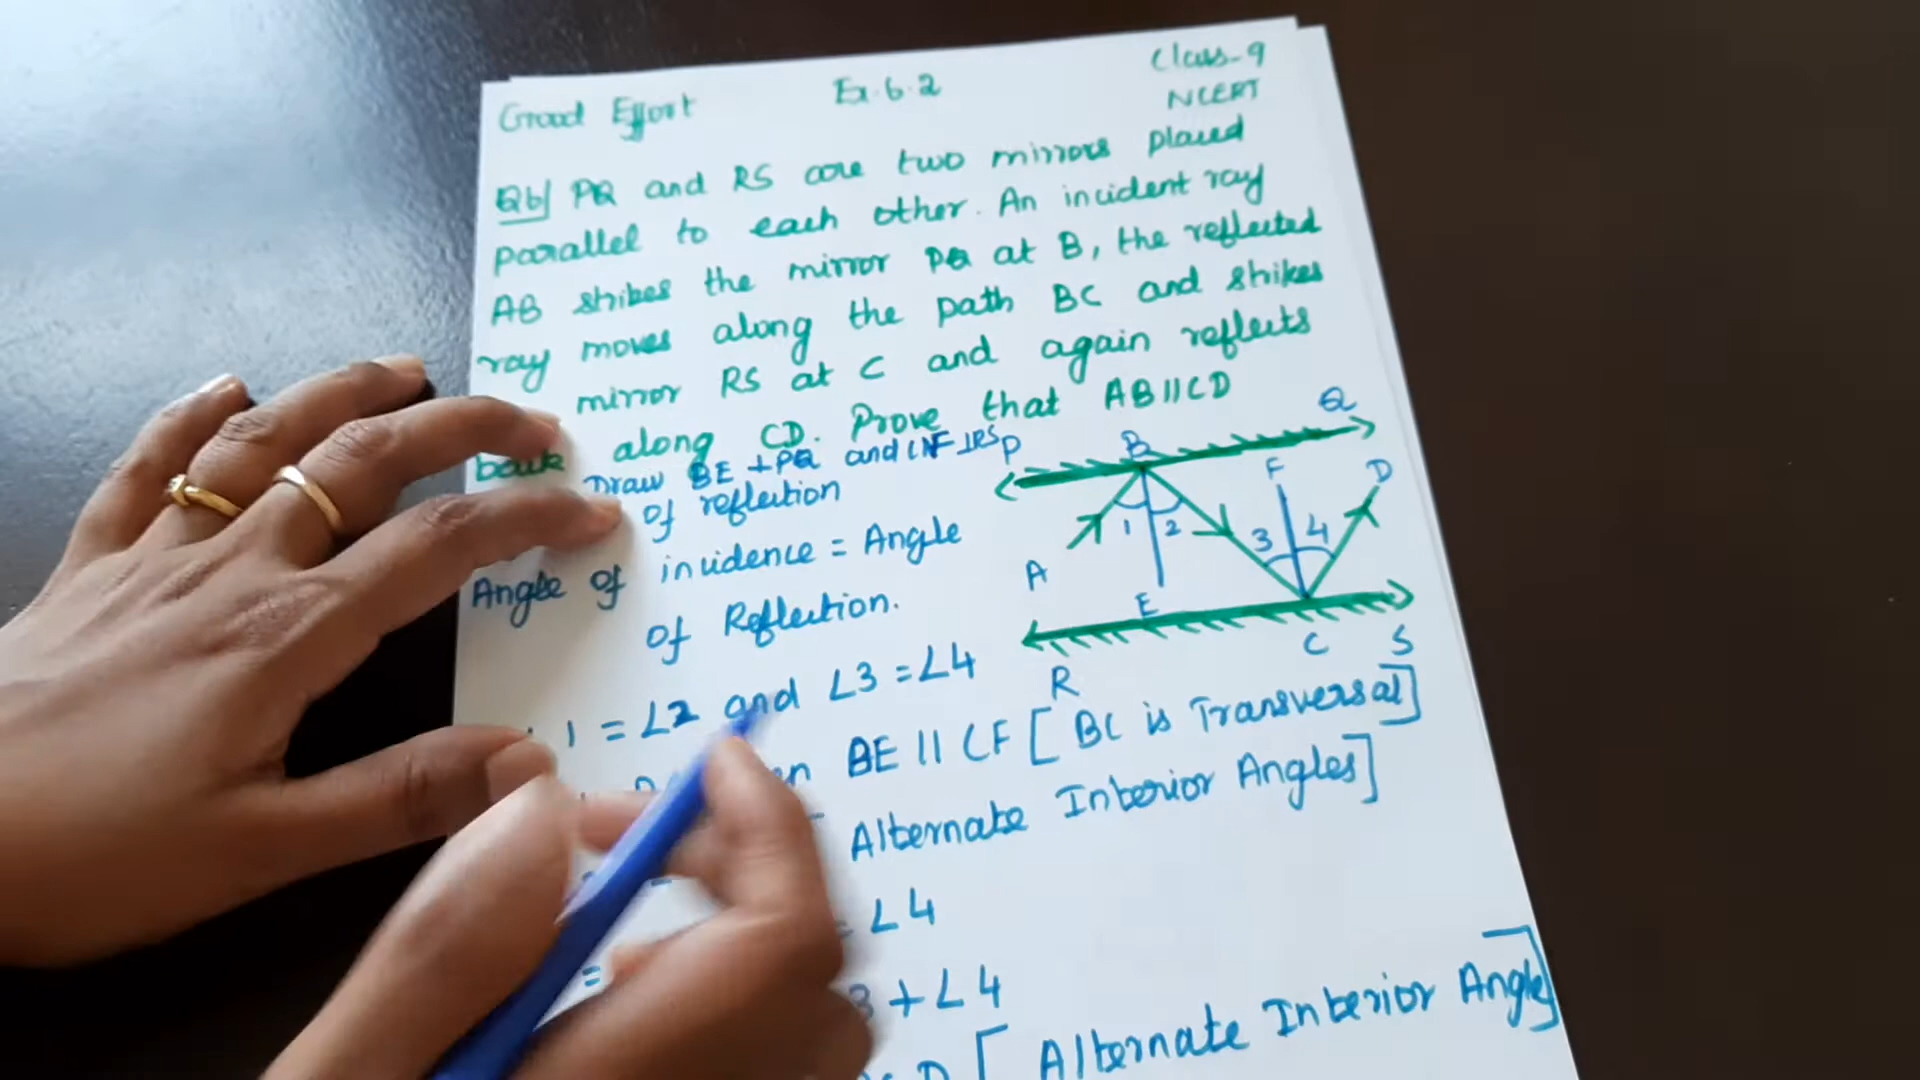 Good Effort Ex.6.2 Class-9
NCERT
Q6/ PQ and RS are two mirrors placed
parallel to each other. An incident ray
AB strikes the mirror PQ at B, the reflected
ray moves along the path BC and strikes
mirror RS at C and again reflects
back along CD. Prove that AB||CD
Draw BE ⊥PQ and CF ⊥RS
of reflection
Angle of incidence = Angle
of Reflection.
1 = ∠2 and ∠3 = ∠4
BE || CF [BC is Transversal]
Alternate Interior Angles]
= ∠4
= 3 + ∠4
D [Alternate Interior Angle]
P B Q
F D
1 2 3 4
A
E
R C S